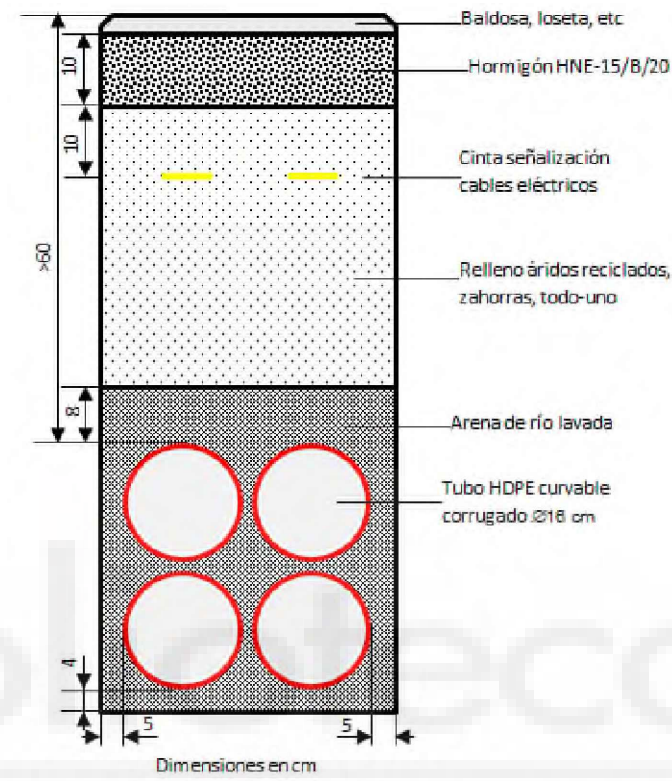 Baldosa, loseta, etc
10
Hormigón HNE-15/B/20
10
Cinta señalización
cables eléctricos
>60
Relleno áridos reciclados,
zahorras, todo-uno
8
Arena de río lavada
Tubo HDPE curvable
corrugado Ø16 cm
4
5
5
Dimensiones en cm